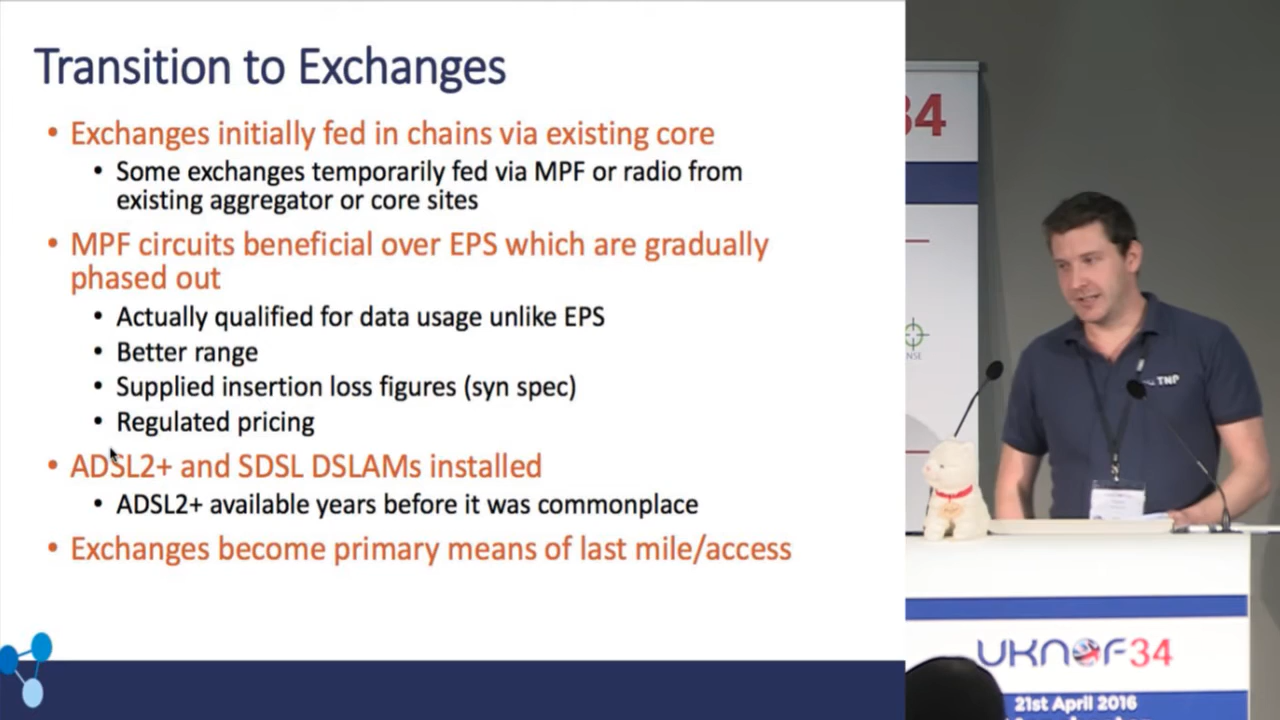 Transition to Exchanges
• Exchanges initially fed in chains via existing core
• Some exchanges temporarily fed via MPF or radio from
existing aggregator or core sites
• MPF circuits beneficial over EPS which are gradually
phased out
• Actually qualified for data usage unlike EPS
• Better range
• Supplied insertion loss figures (syn spec)
• Regulated pricing
• ADSL2+ and SDSL DSLAMs installed
• ADSL2+ available years before it was commonplace
• Exchanges become primary means of last mile/access
34
NSE
TNP
UKNOF34
21st April 2016